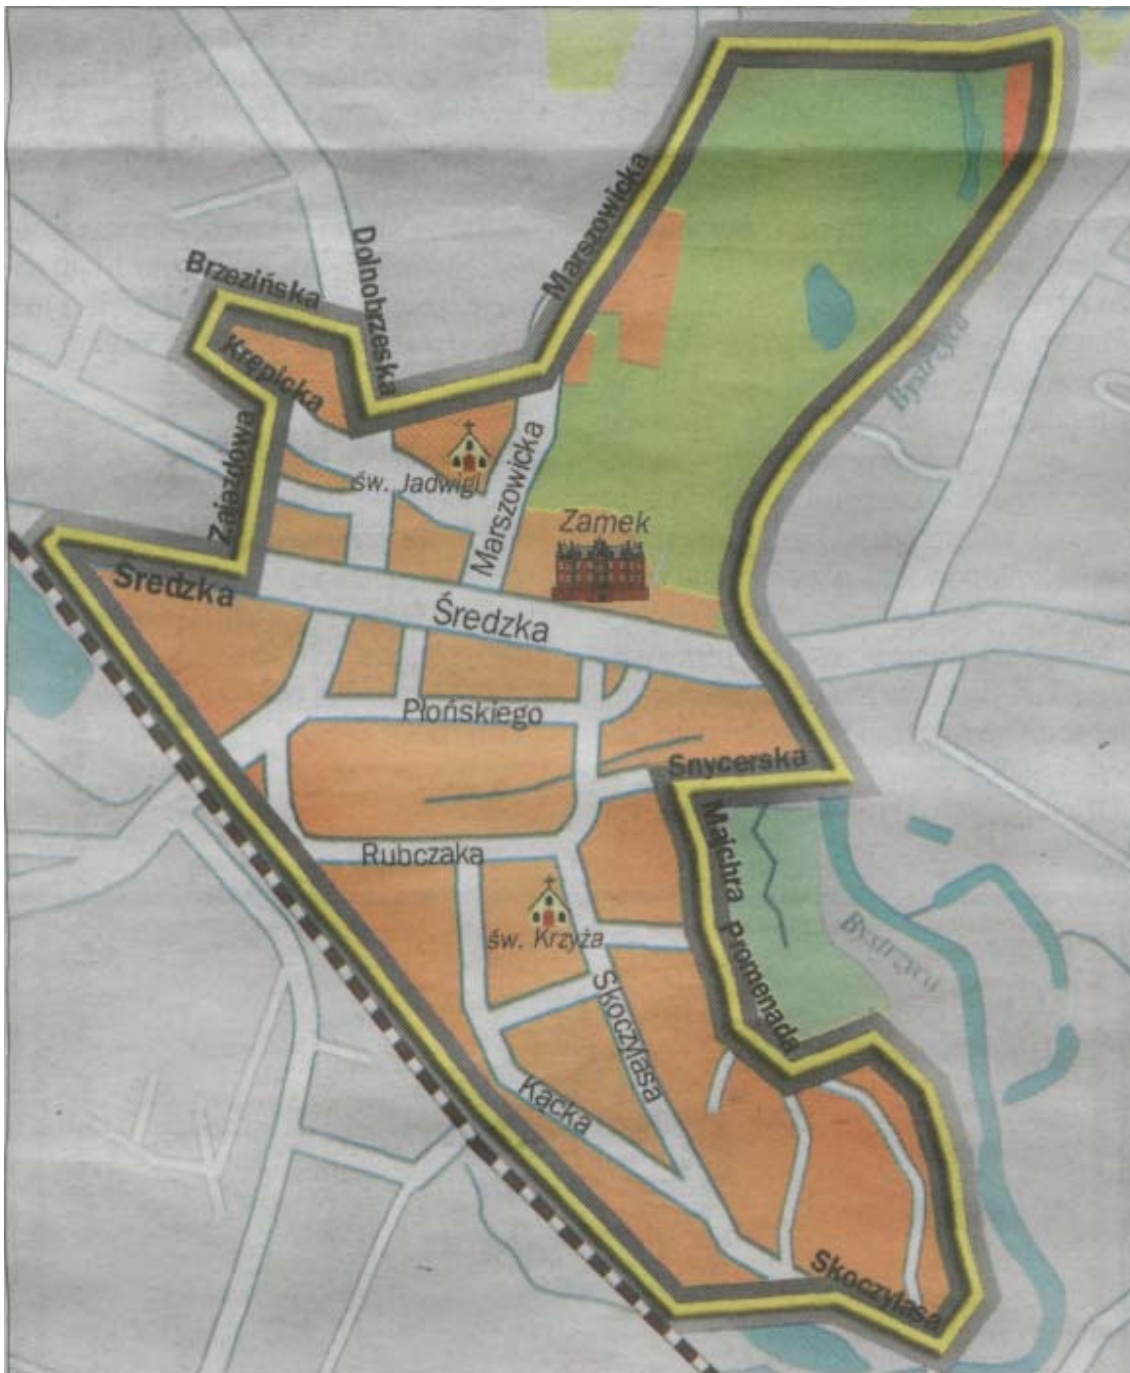 Marszowicka
Dolnobrzeska
Brzezińska
Krępicka
Bystrzyca
Zajazdowa
Marszowicka
św. Jadwigi
Zamek
Średzka
Średzka
Płońskiego
Snycerska
Majchra
Promenada
Rubczaka
św. Krzyża
Bystrzyca
Skoczylasa
Kącka
Skoczylasa